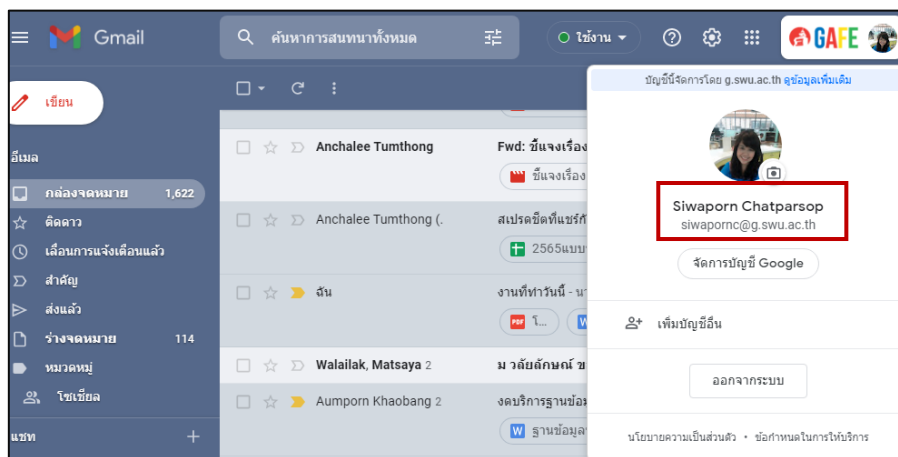 Gmail
ค้นหาการสนทนาทั้งหมด
ใช้งาน
GAFE
บัญชีนี้จัดการโดย g.swu.ac.th ดูข้อมูลเพิ่มเติม
เขียน
อีเมล
กล่องจดหมาย 1,622
ติดดาว
เลื่อนการแจ้งเตือนแล้ว
สำคัญ
ส่งแล้ว
ร่างจดหมาย 114
หมวดหมู่
โซเชียล
แชท
Anchalee Tumthong Fwd: ชี้แจงเรื่อง
ชี้แจงเรื่อง
Anchalee Tumthong (. สเปรดชีตที่แชร์กั
2565แบบ
ฉัน งานที่ทำวันนี้ - น
PDF โ... W
Walailak, Matsaya 2 ม วลัยลักษณ์ ข
Aumporn Khaobang 2 งดบริการฐานข้อมู
W ฐานข้อมูล
Siwaporn Chatparsop
siwapornc@g.swu.ac.th
จัดการบัญชี Google
เพิ่มบัญชีอื่น
ออกจากระบบ
นโยบายความเป็นส่วนตัว • ข้อกำหนดในการให้บริการ